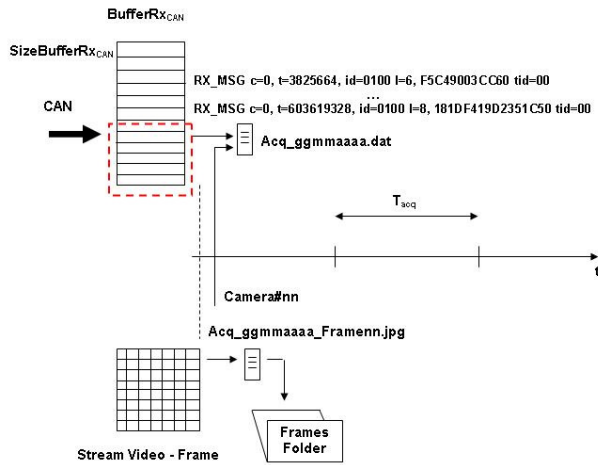 BufferRxCAN
SizeBufferRxCAN
RX_MSG c=0, t=3825664, id=0100 l=6, F5C49003CC60 tid=00
...
RX_MSG c=0, t=603619328, id=0100 l=8, 181DF419D2351C50 tid=00
CAN
Acq_ggmmaaaa.dat
Tacq
t
Camera#nn
Acq_ggmmaaaa_Framenn.jpg
Frames
Folder
Stream Video - Frame